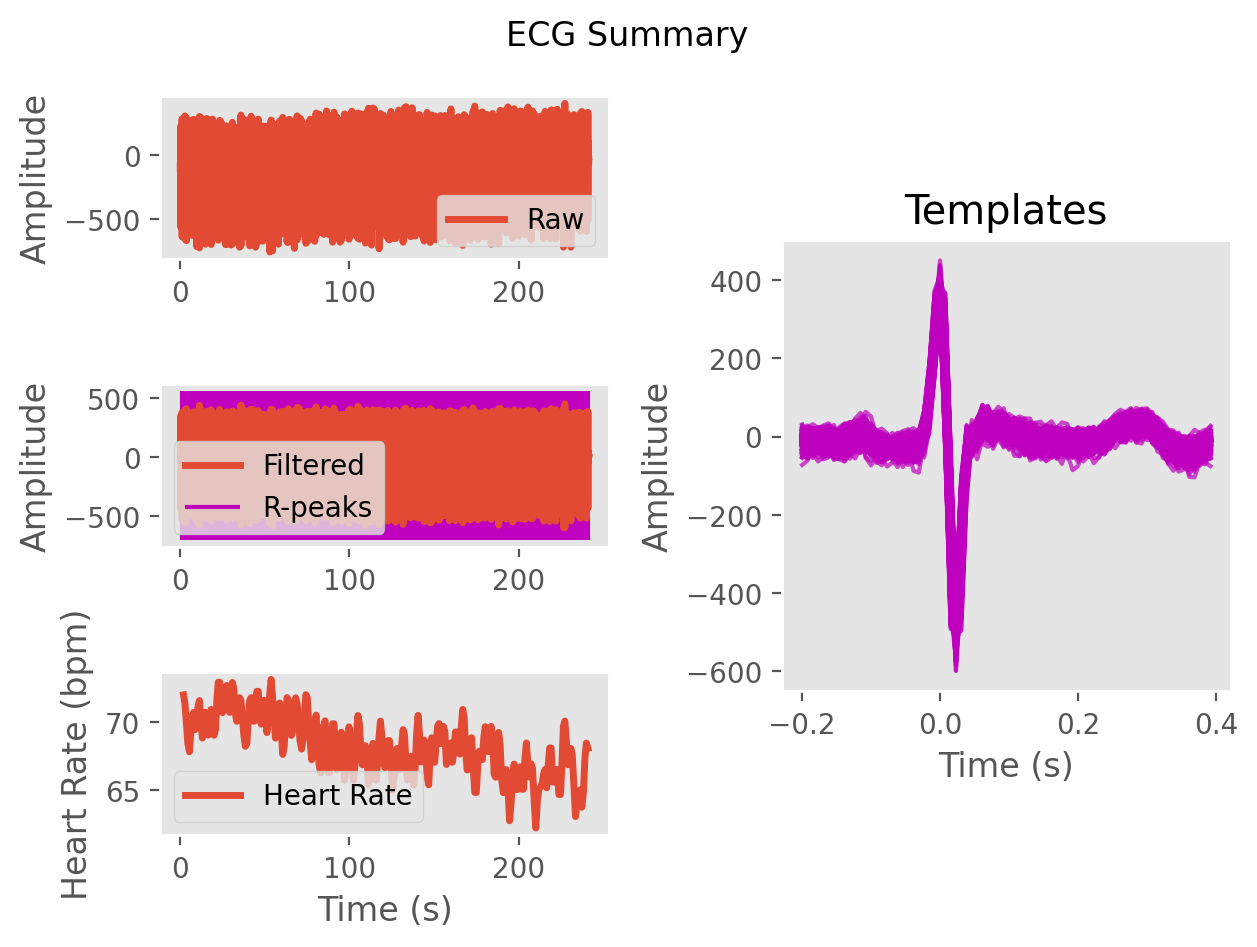 ECG Summary
Amplitude
0
−500
Raw
0
100
200
Amplitude
500
0
−500
Filtered
R-peaks
0
100
200
Heart Rate (bpm)
70
65
Heart Rate
0
100
200
Time (s)
Templates
Amplitude
400
200
0
−200
−400
−600
−0.2
0.0
0.2
0.4
Time (s)